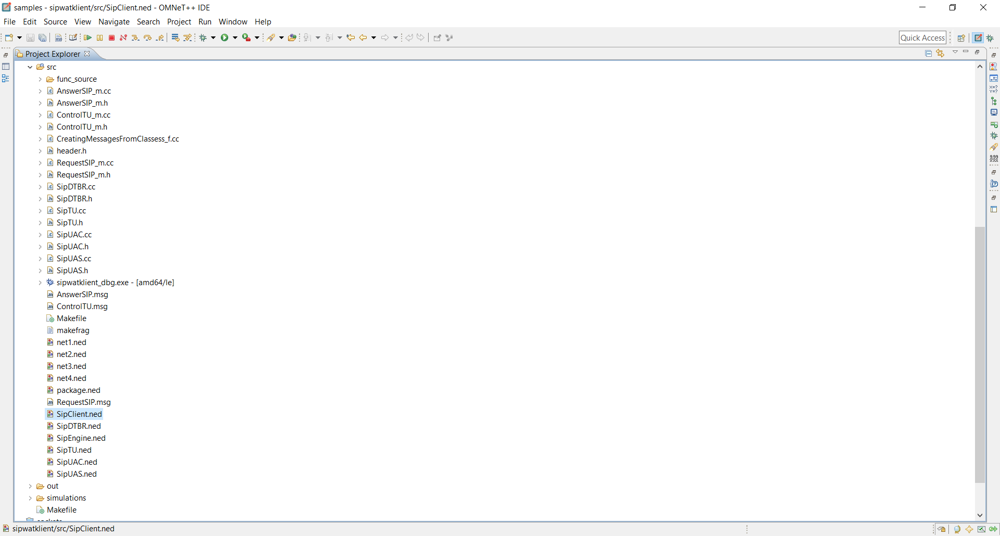 samples - sipwatklient/src/SipClient.ned - OMNeT++ IDE
File Edit Source View Navigate Search Project Run Window Help
Quick Access
Project Explorer
src
func_source
AnswerSIP_m.cc
AnswerSIP_m.h
ControlTU_m.cc
ControlTU_m.h
CreatingMessagesFromClassess_f.cc
header.h
RequestSIP_m.cc
RequestSIP_m.h
SipDTBR.cc
SipDTBR.h
SipTU.cc
SipTU.h
SipUAC.cc
SipUAC.h
SipUAS.cc
SipUAS.h
sipwatklient_dbg.exe - [amd64/le]
AnswerSIP.msg
ControlTU.msg
Makefile
makefrag
net1.ned
net2.ned
net3.ned
net4.ned
package.ned
RequestSIP.msg
SipClient.ned
SipDTBR.ned
SipEngine.ned
SipTU.ned
SipUAC.ned
SipUAS.ned
out
simulations
Makefile
sipwatklient/src/SipClient.ned